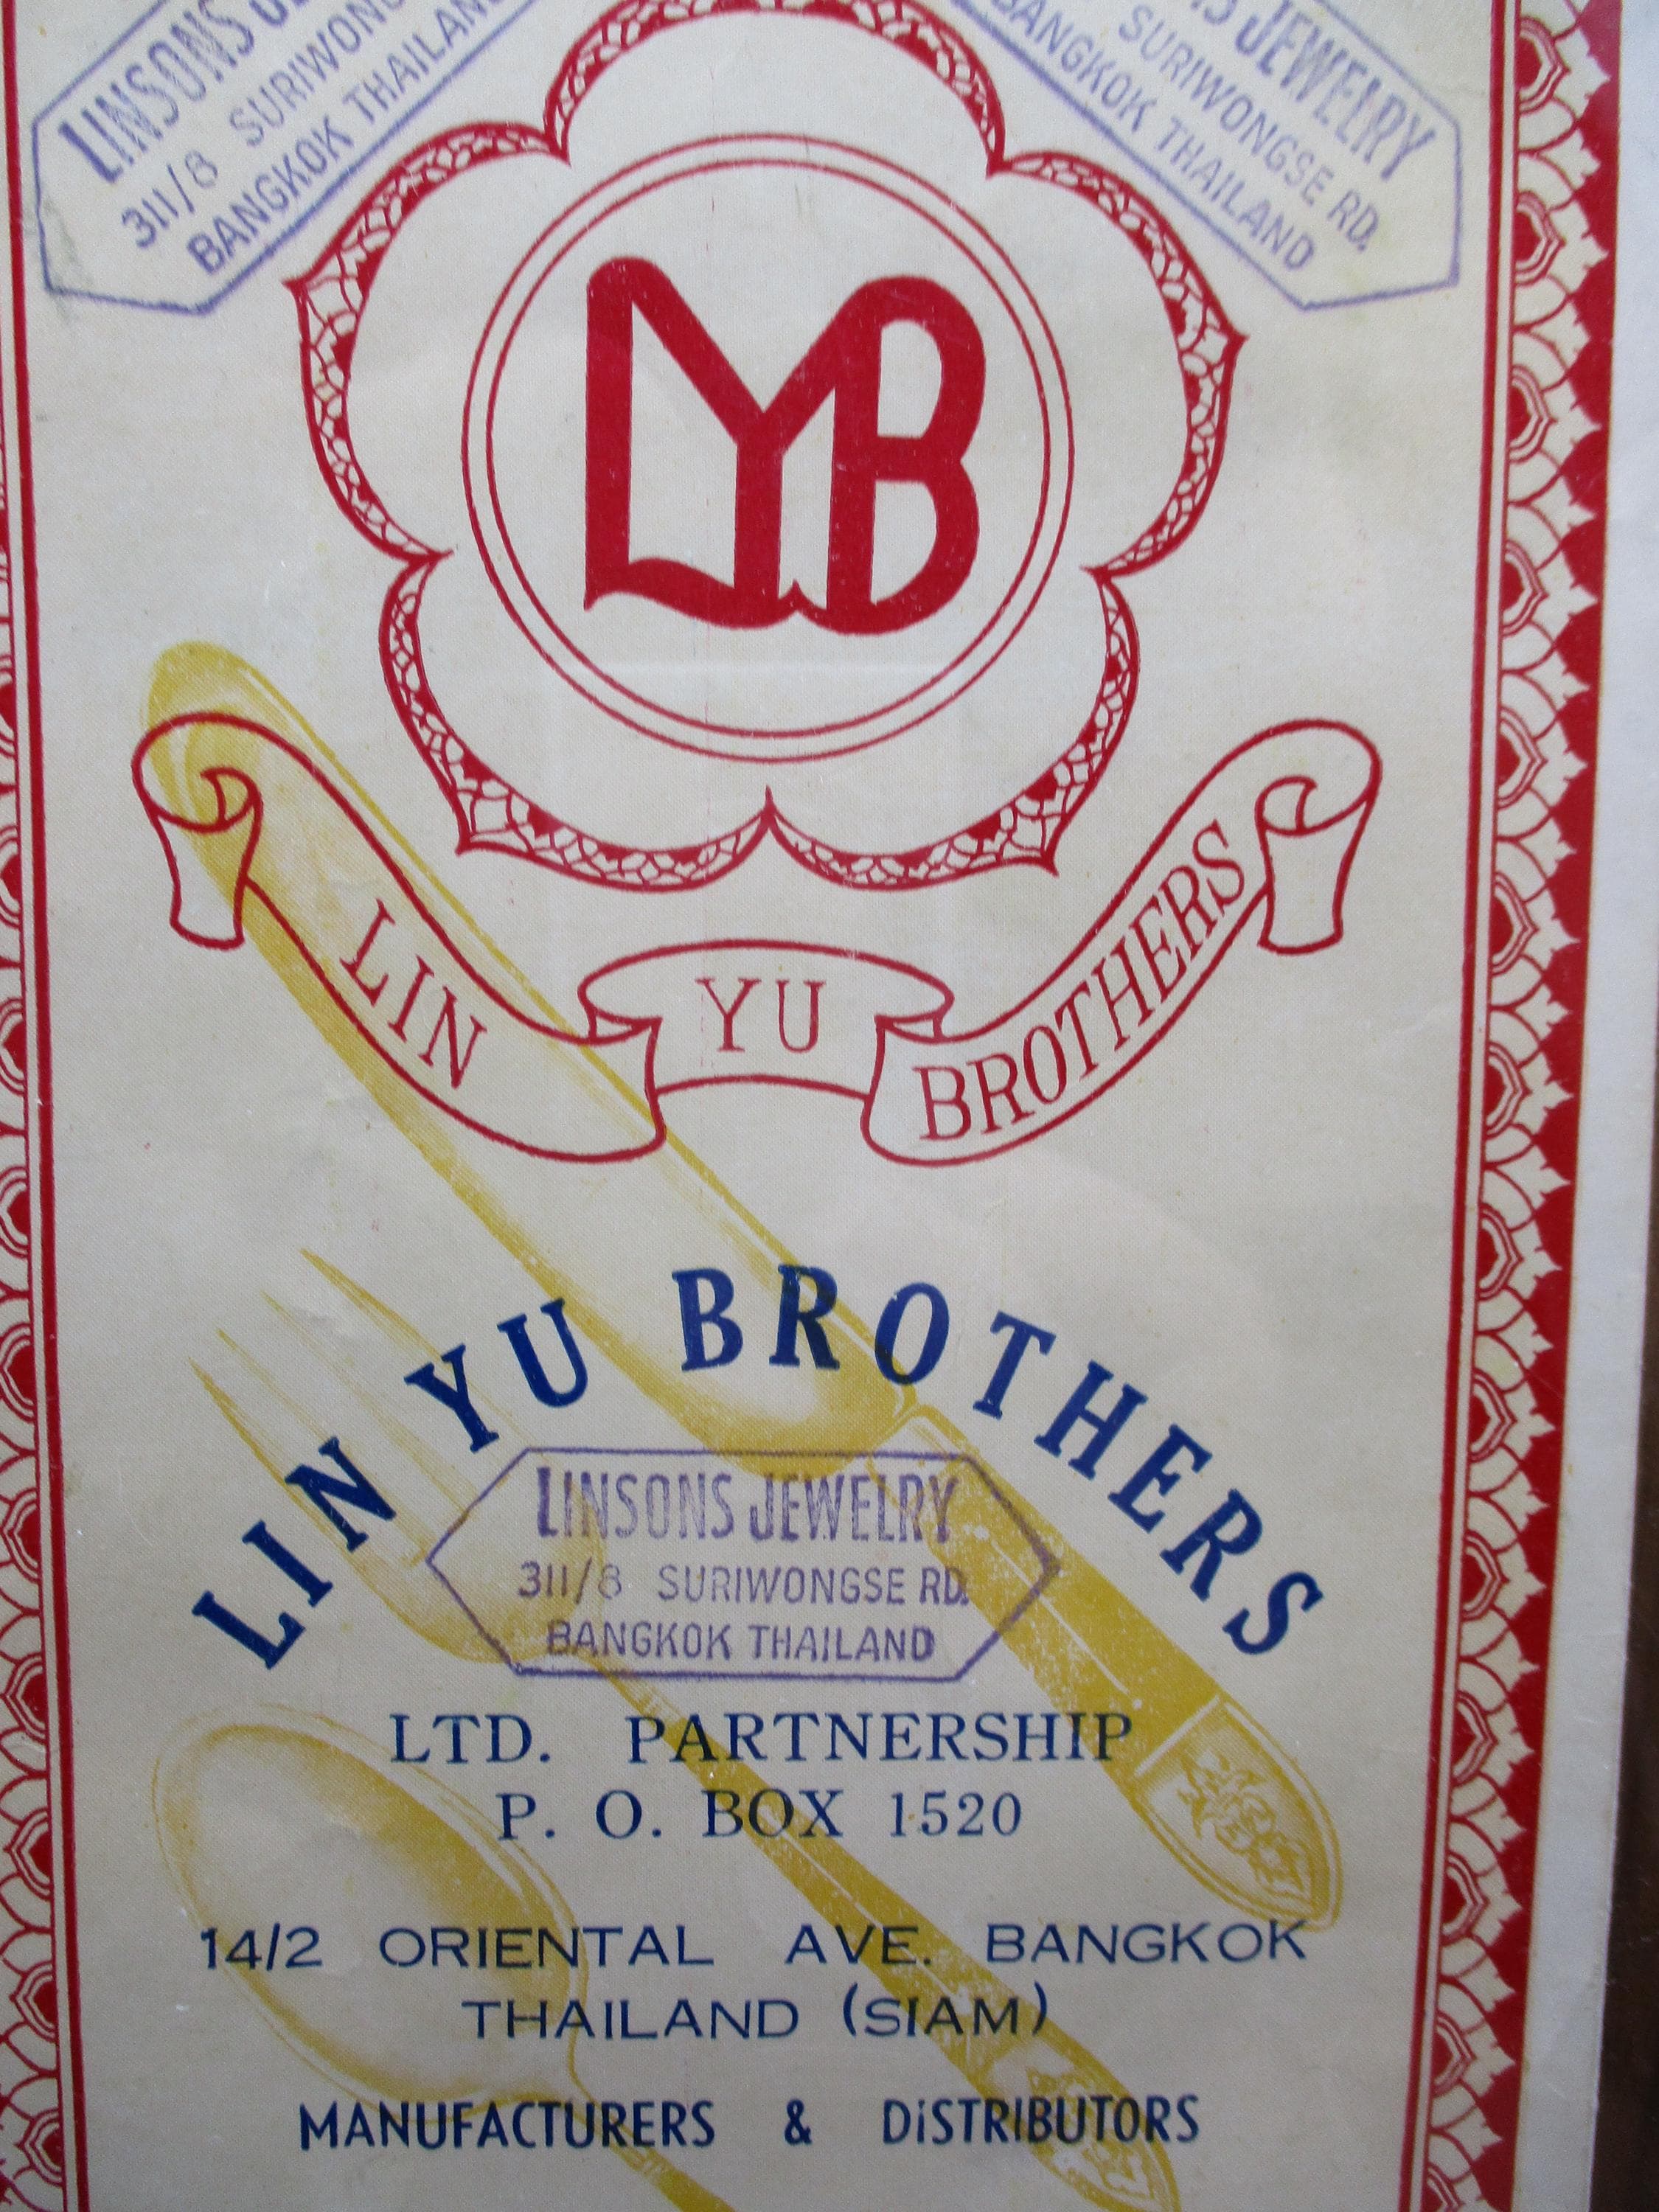 LINSONS
311/8 SURIWONG
BANGKOK THAILAN
JEWELRY
SURIWONGSE RD.
BANGKOK THAILAND
LYB
LIN YU BROTHERS
LIN YU BROTHERS
LINSONS JEWELRY
311/8 SURIWONGSE RD.
BANGKOK THAILAND
LTD. PARTNERSHIP
P. O. BOX 1520
14/2 ORIENTAL AVE. BANGKOK
THAILAND (SIAM)
MANUFACTURERS & DiSTRIBUTORS